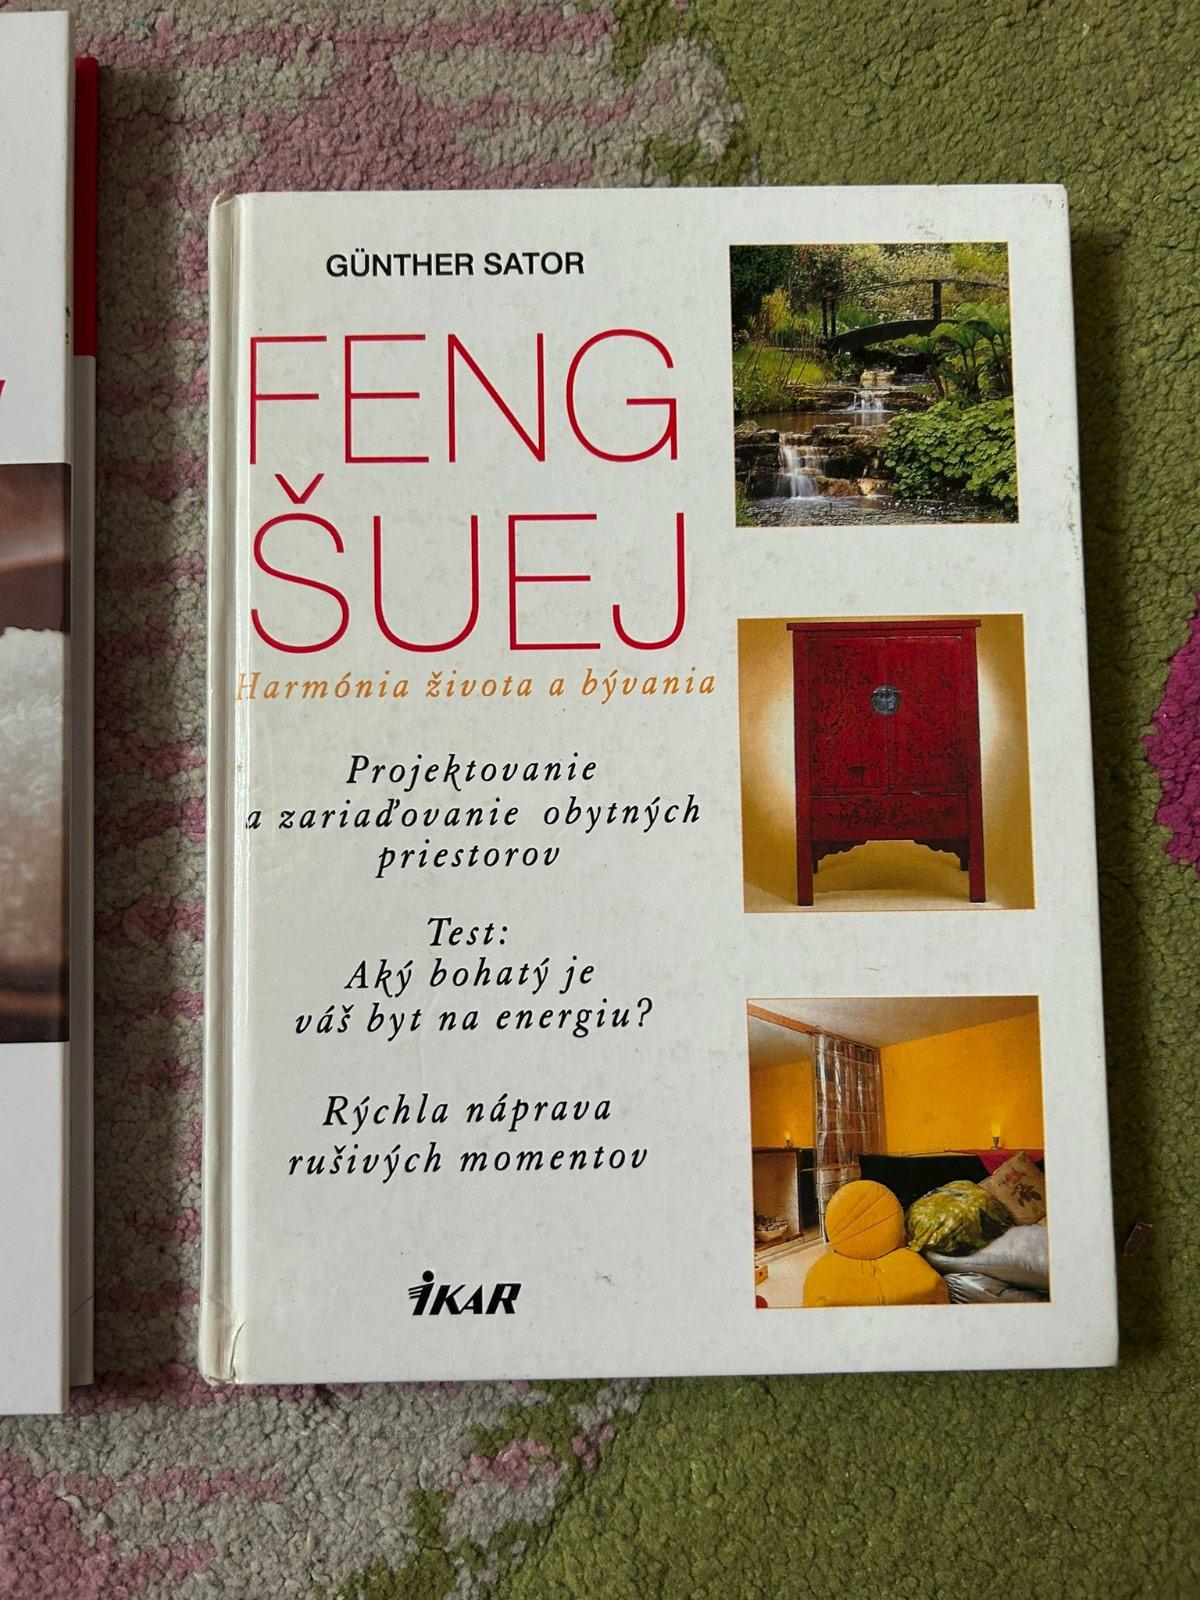 GÜNTHER SATOR
FENG
ŠUEJ
Harmónia života a bývania
Projektovanie
a zariaďovanie obytných
priestorov
Test:
Aký bohatý je
váš byt na energiu?
Rýchla náprava
rušivých momentov
IKAR